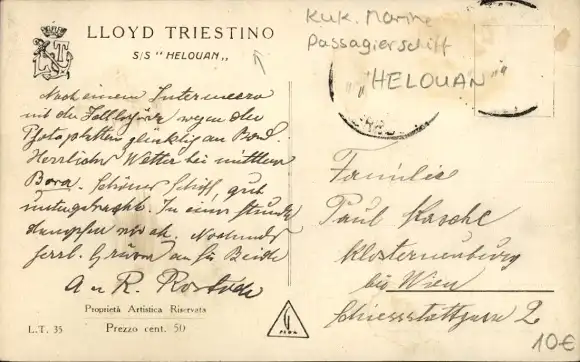 LLOYD TRIESTINO
S/S "HELOUAN„
K.u.K. Marine
Passagierschiff
"HELOUAN"
Nach einem Intermezzo
mit der wegen der
Photoplatten glücklich an Bord.
Herrliches Wetter bei mittlerer
Bora. Schönes Schiff, gut
untergebracht. In einer Stunde
dampfen wir ab. Nochmals
herzl. an Sie Beide
R.
Familie
Paul Kasche
Klosterneuburg
bei Wien
Schiessstattgasse 2
Proprietà Artistica Riservata
L.T. 35 Prezzo cent. 50
10€